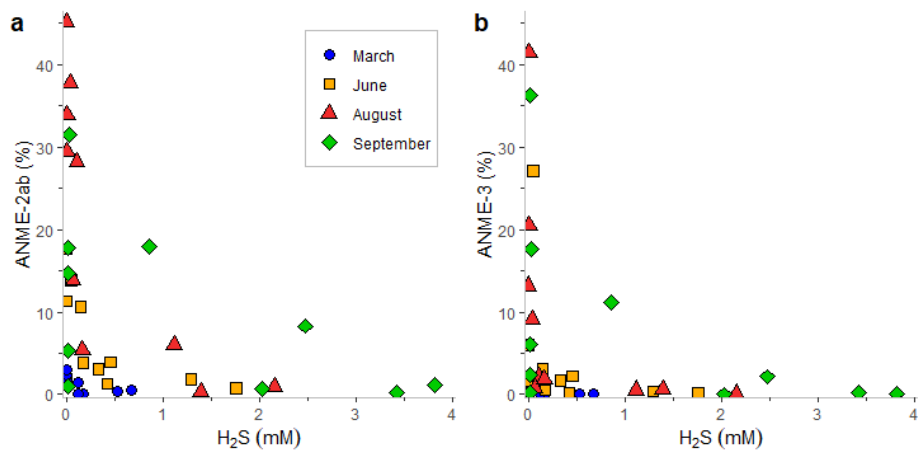 a
ANME-2ab (%)
40
30
20
10
0
0
1
2
3
4
H₂S (mM)
March
June
August
September
b
ANME-3 (%)
40
30
20
10
0
0
1
2
3
4
H₂S (mM)